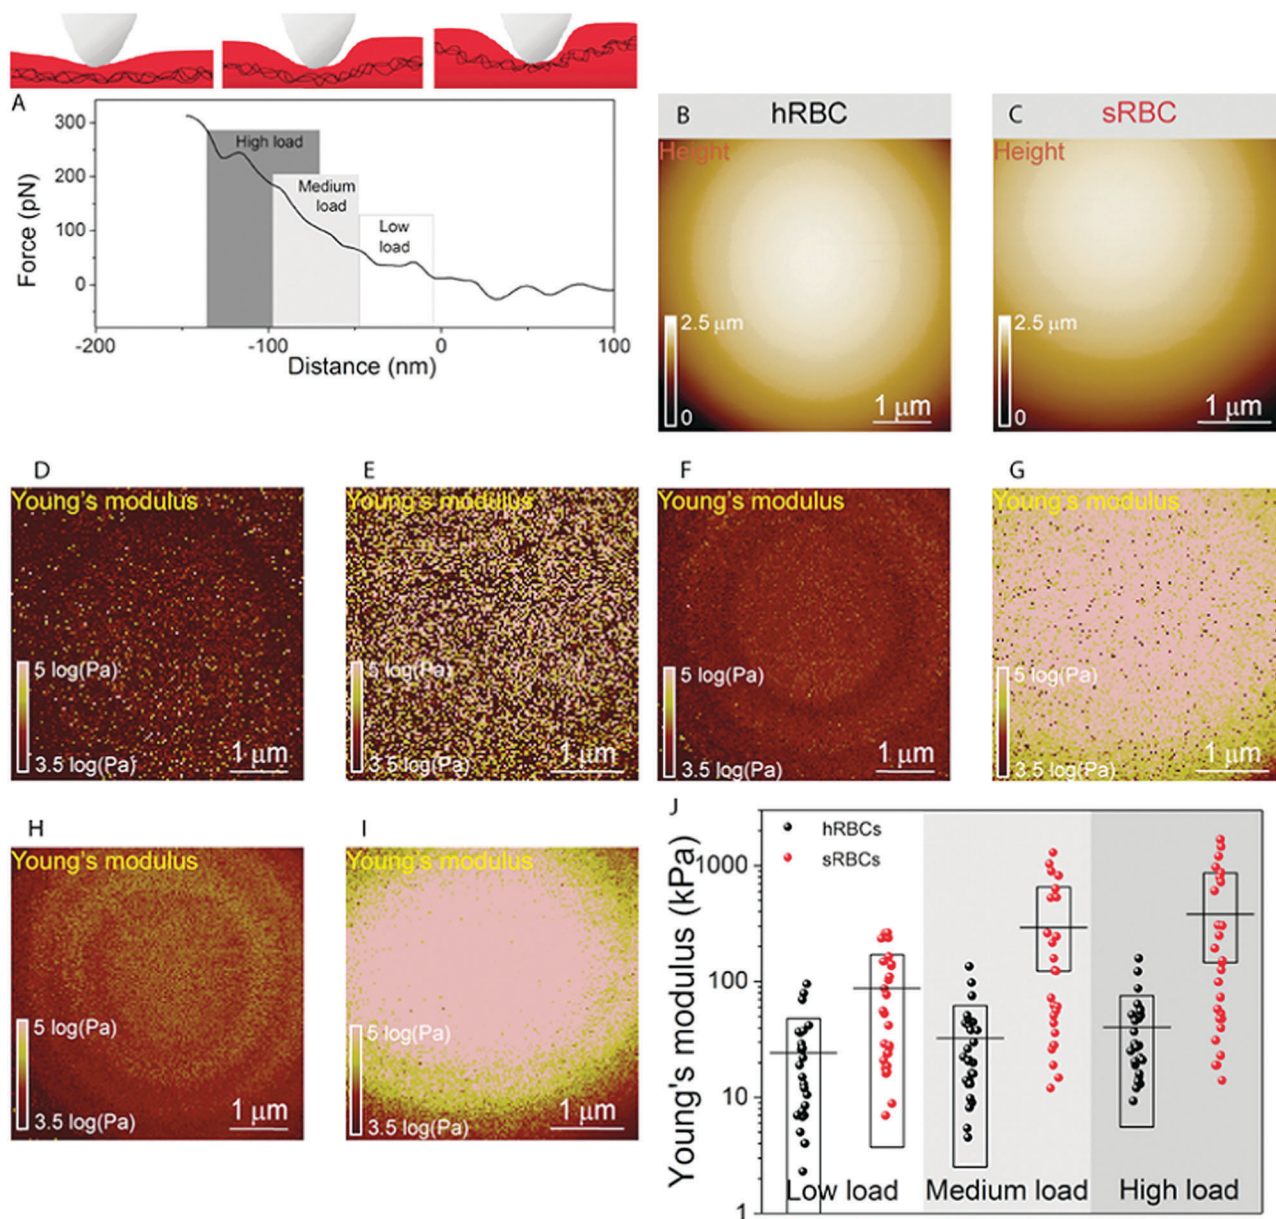 A
300
200
100
0
Force (pN)
High load
Medium
load
Low
load
-200
-100
0
100
Distance (nm)
B
hRBC
Height
2.5 µm
0
1 µm
C
sRBC
Height
2.5 µm
0
1 µm
D
Young's modulus
5 log(Pa)
3.5 log(Pa)
1 µm
E
Young's modulus
5 log(Pa)
3.5 log(Pa)
1 µm
F
Young's modulus
5 log(Pa)
3.5 log(Pa)
1 µm
G
Young's modulus
5 log(Pa)
3.5 log(Pa)
1 µm
H
Young's modulus
5 log(Pa)
3.5 log(Pa)
1 µm
I
Young's modulus
5 log(Pa)
3.5 log(Pa)
1 µm
J
Young's modulus (kPa)
1000
100
10
1
hRBCs
sRBCs
Low load
Medium load
High load